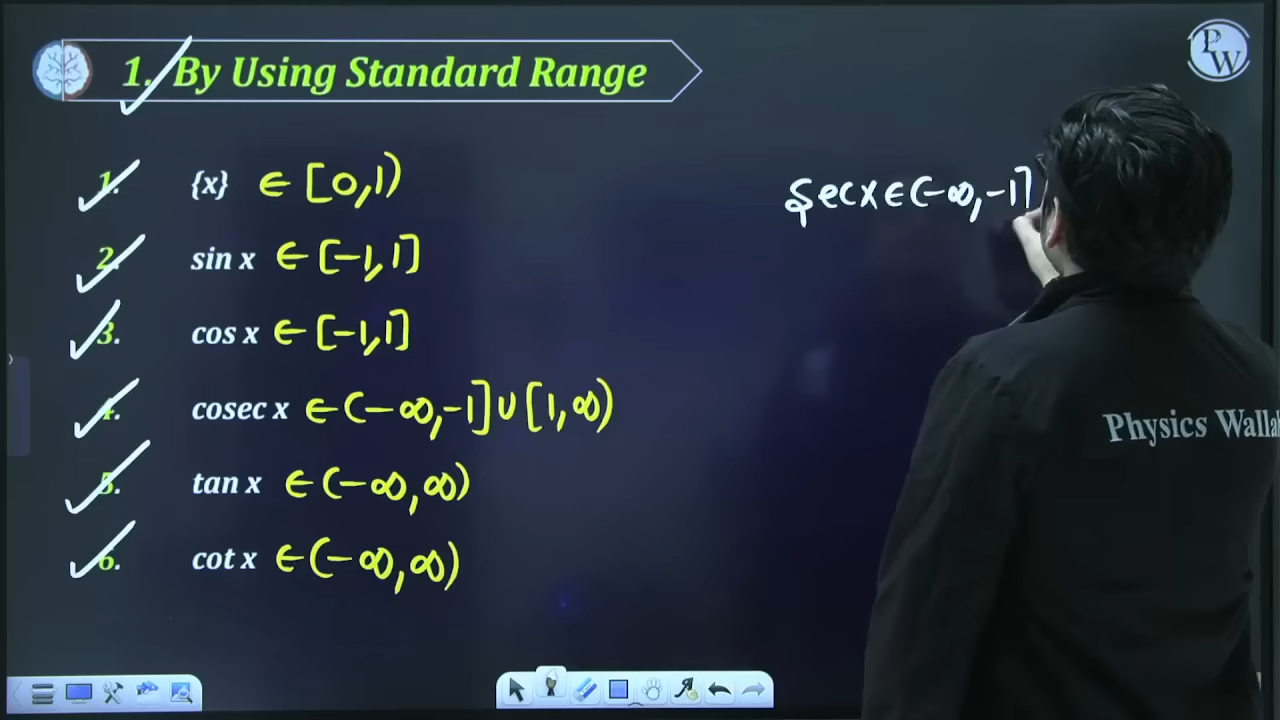 1. By Using Standard Range
PW
1. {x} ∈ [0,1)
sec x ∈ (-∞, -1]
2. sin x ∈ [-1,1]
3. cos x ∈ [-1,1]
4. cosec x ∈ (-∞,-1] ∪ [1,∞)
5. tan x ∈ (-∞,∞)
6. cot x ∈ (-∞,∞)
Physics Wallah